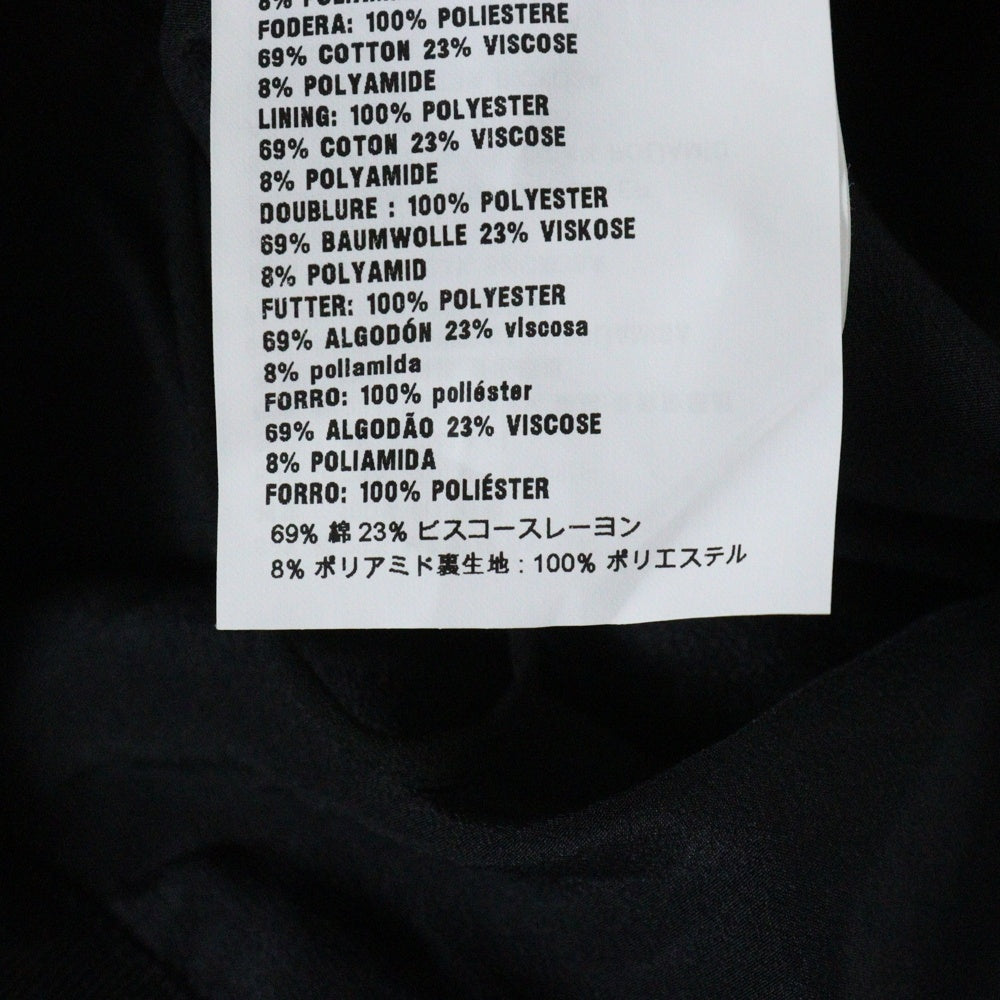 8% POLIAMMI
FODERA: 100% POLIESTERE
69% COTTON 23% VISCOSE
8% POLYAMIDE
LINING: 100% POLYESTER
69% COTON 23% VISCOSE
8% POLYAMIDE
DOUBLURE : 100% POLYESTER
69% BAUMWOLLE 23% VISKOSE
8% POLYAMID
FUTTER: 100% POLYESTER
69% ALGODÓN 23% viscosa
8% poliamida
FORRO: 100% poliéster
69% ALGODÃO 23% VISCOSE
8% POLIAMIDA
FORRO: 100% POLIÉSTER
69% 綿 23% ビスコースレーヨン
8% ポリアミド裏生地 : 100% ポリエステル